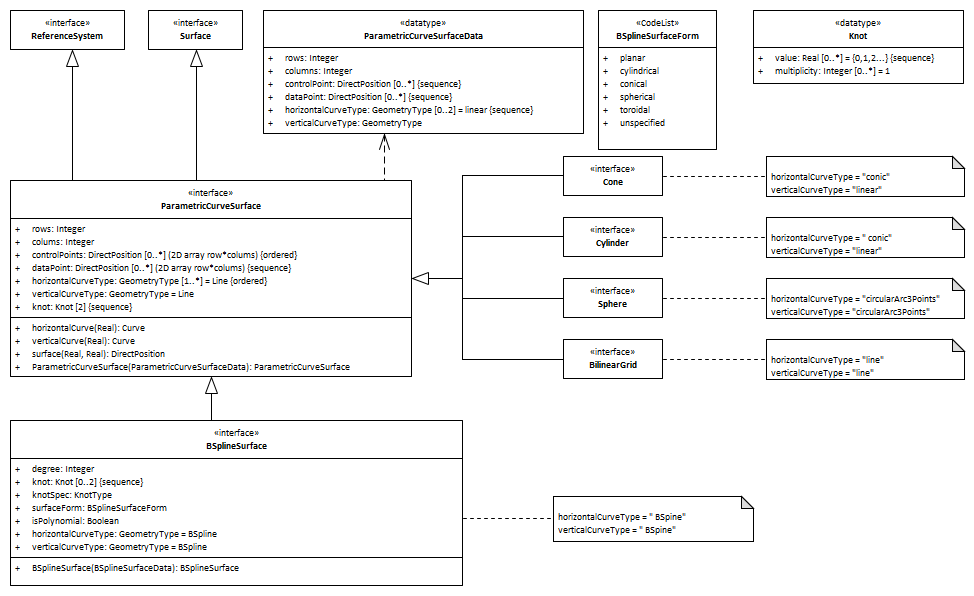 «interface»
ReferenceSystem
«interface»
Surface
«datatype»
ParametricCurveSurfaceData
+ rows: Integer
+ columns: Integer
+ controlPoint: DirectPosition [0..*] {sequence}
+ dataPoint: DirectPosition [0..*] {sequence}
+ horizontalCurveType: GeometryType [0..2] = linear {sequence}
+ verticalCurveType: GeometryType
«CodeList»
BSplineSurfaceForm
+ planar
+ cylindrical
+ conical
+ spherical
+ toroidal
+ unspecified
«datatype»
Knot
+ value: Real [0..*] = {0,1,2...} {sequence}
+ multiplicity: Integer [0..*] = 1
«interface»
ParametricCurveSurface
+ rows: Integer
+ colums: Integer
+ controlPoints: DirectPosition [0..*] (2D array row*colums) {ordered}
+ dataPoint: DirectPosition [0..*] (2D array row*colums) {sequence}
+ horizontalCurveType: GeometryType [1..*] = Line {ordered}
+ verticalCurveType: GeometryType = Line
+ knot: Knot [2] {sequence}
+ horizontalCurve(Real): Curve
+ verticalCurve(Real): Curve
+ surface(Real, Real): DirectPosition
+ ParametricCurveSurface(ParametricCurveSurfaceData): ParametricCurveSurface
«interface»
Cone
horizontalCurveType = "conic"
verticalCurveType = "linear"
«interface»
Cylinder
horizontalCurveType = " conic"
verticalCurveType = "linear"
«interface»
Sphere
horizontalCurveType = "circularArc3Points"
verticalCurveType = "circularArc3Points"
«interface»
BilinearGrid
horizontalCurveType = "line"
verticalCurveType = "line"
«interface»
BSplineSurface
+ degree: Integer
+ knot: Knot [0..2] {sequence}
+ knotSpec: KnotType
+ surfaceForm: BSplineSurfaceForm
+ isPolynomial: Boolean
+ horizontalCurveType: GeometryType = BSpline
+ verticalCurveType: GeometryType = BSpline
+ BSplineSurface(BSplineSurfaceData): BSplineSurface
horizontalCurveType = " BSpine"
verticalCurveType = " BSpine"